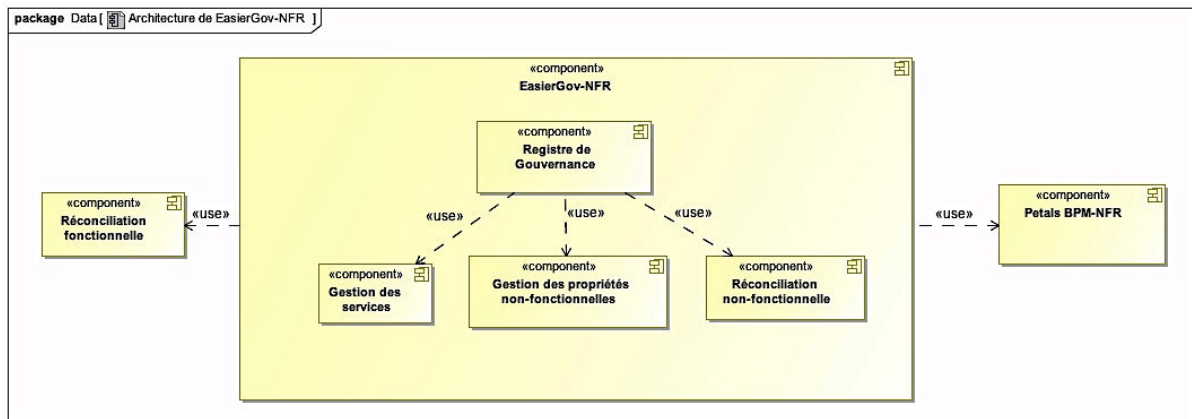 package Data [ Architecture de EasierGov-NFR ]
«component»
EasierGov-NFR
«component»
Registre de
Gouvernance
«use»
«use»
«use»
«component»
Réconciliation
fonctionnelle
«use»
«use»
«component»
Petals BPM-NFR
«component»
Gestion des
services
«component»
Gestion des propriétés
non-fonctionnelles
«component»
Réconciliation
non-fonctionnelle